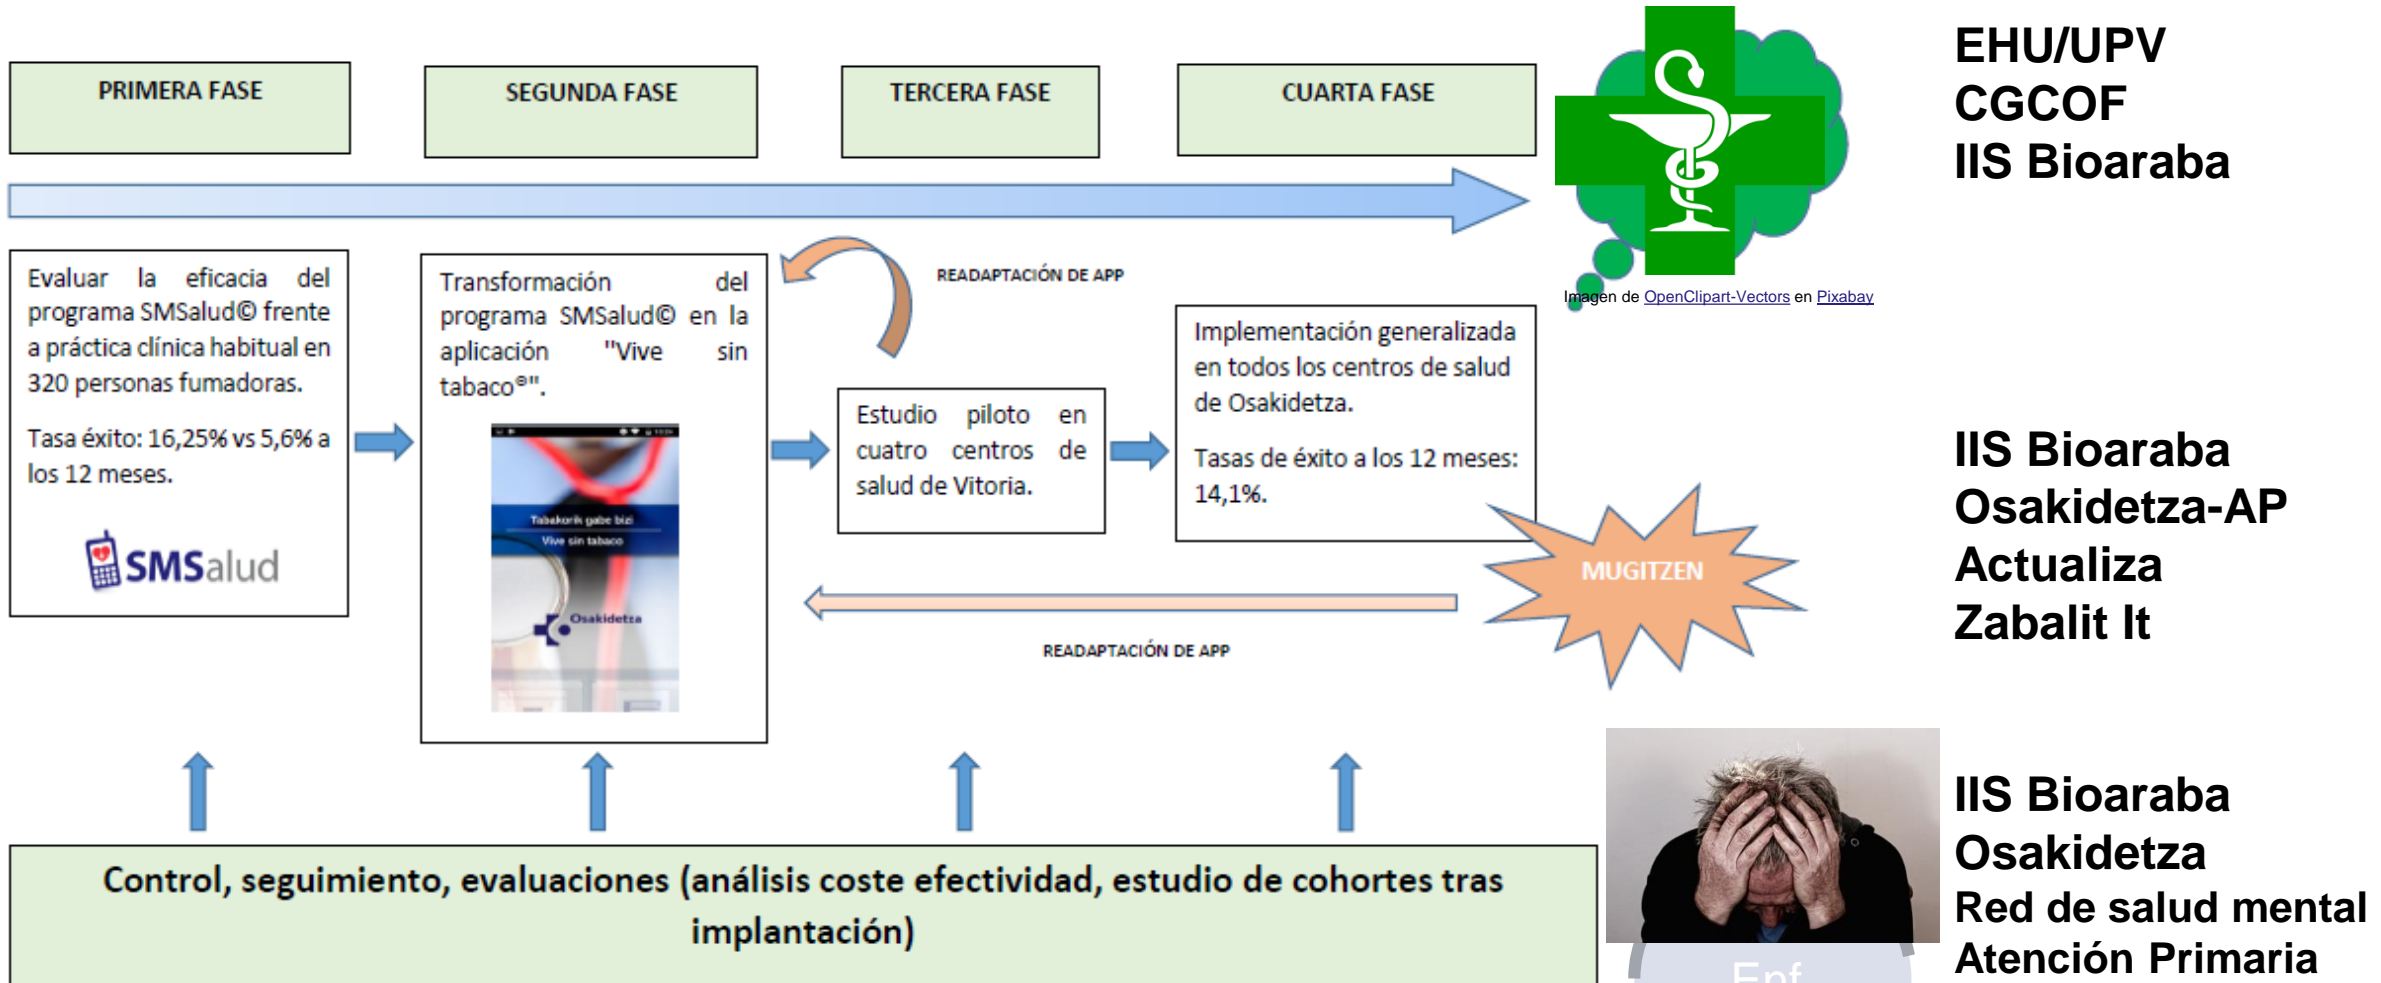 PRIMERA FASE
SEGUNDA FASE
TERCERA FASE
CUARTA FASE
EHU/UPV
CGCOF
IIS Bioaraba
Imagen de OpenClipart-Vectors en Pixabay
Evaluar la eficacia del
programa SMSalud© frente
a práctica clínica habitual en
320 personas fumadoras.
Tasa éxito: 16,25% vs 5,6% a
los 12 meses.
SMSalud
Transformación del
programa SMSalud© en la
aplicación "Vive sin
tabaco®".
Tabakorik gabe bizi
Vive sin tabaco
Osakidetza
READAPTACIÓN DE APP
Estudio piloto en
cuatro centros de
salud de Vitoria.
Implementación generalizada
en todos los centros de salud
de Osakidetza.
Tasas de éxito a los 12 meses:
14,1%.
MUGITZEN
READAPTACIÓN DE APP
IIS Bioaraba
Osakidetza-AP
Actualiza
Zabalit It
Control, seguimiento, evaluaciones (análisis coste efectividad, estudio de cohortes tras
implantación)
IIS Bioaraba
Osakidetza
Red de salud mental
Atención Primaria